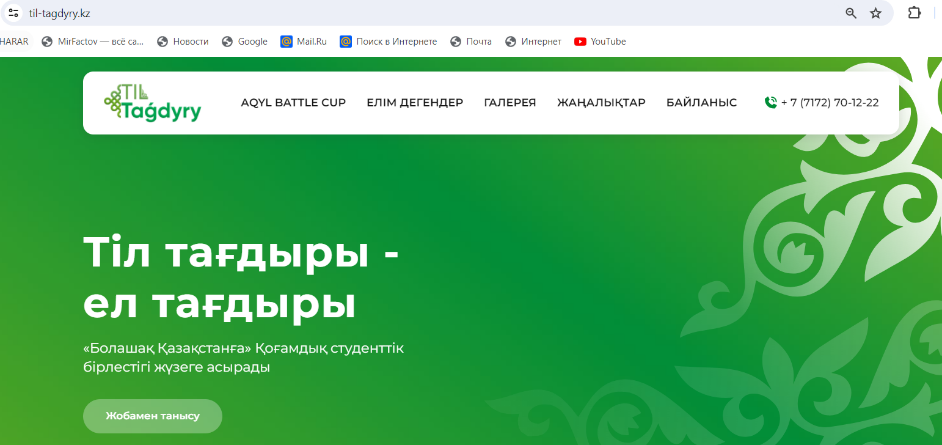 til-tagdyry.kz
HARAR
MirFactov — всё са...
Новости
Google
Mail.Ru
Поиск в Интернете
Почта
Интернет
YouTube
TIL
Taǵdyry
AQYL BATTLE CUP
ЕЛІМ ДЕГЕНДЕР
ГАЛЕРЕЯ
ЖАҢАЛЫҚТАР
БАЙЛАНЫС
+ 7 (7172) 70-12-22
Тіл тағдыры -
ел тағдыры
«Болашақ Қазақстанға» Қоғамдық студенттік
бірлестігі жүзеге асырады
Жобамен танысу